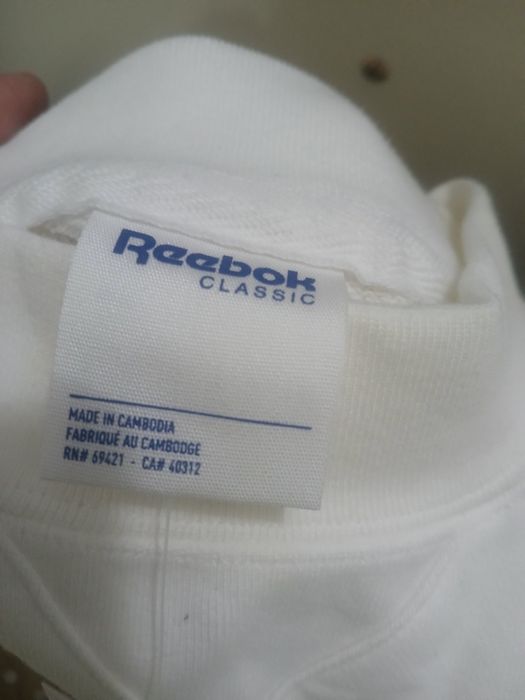 Reebok
CLASSIC
MADE IN CAMBODIA
FABRIQUÉ AU CAMBODGE
RN# 69421 - CA# 40312